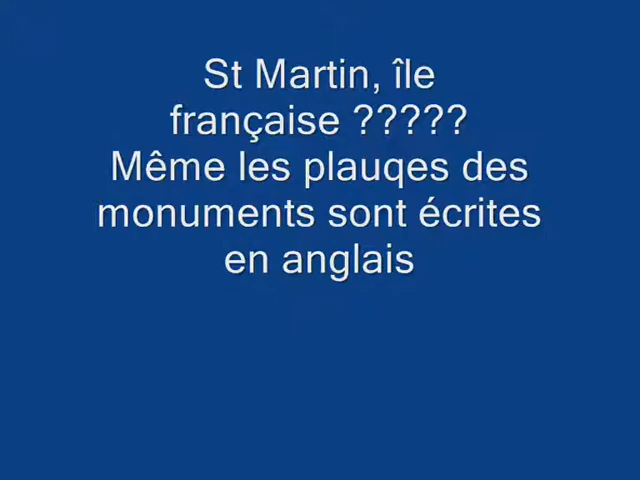 St Martin, île
française ?????
Même les plauqes des
monuments sont écrites
en anglais